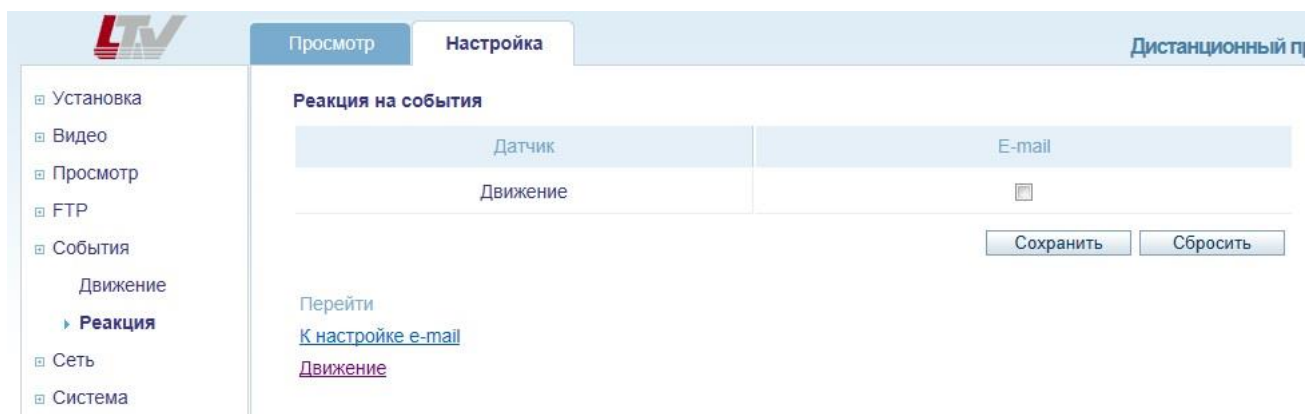 LTV
Просмотр
Настройка
Дистанционный
Установка
Видео
Просмотр
FTP
События
Движение
Реакция
Сеть
Система
Реакция на события
Датчик E-mail
Движение
Сохранить Сбросить
Перейти
К настройке e-mail
Движение